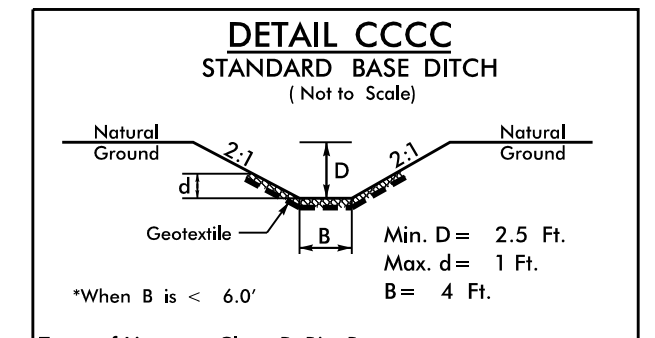 DETAIL CCCC
STANDARD BASE DITCH
( Not to Scale)
Natural
Ground
2:1
D
2:1
Natural
Ground
d
Geotextile
B
Min. D = 2.5 Ft.
Max. d = 1 Ft.
B = 4 Ft.
*When B is < 6.0'